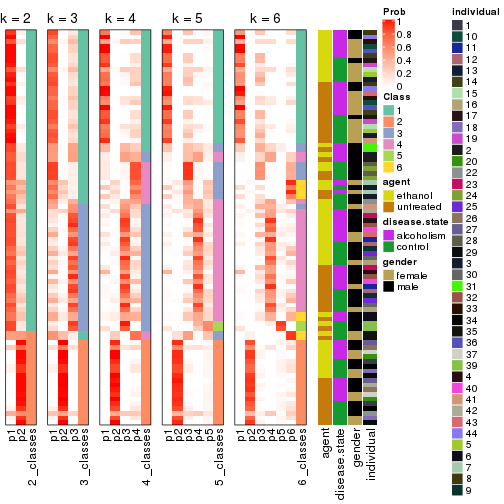 k = 2
k = 3
k = 4
k = 5
k = 6
p1
p2
2_classes
p1
p2
p3
3_classes
p1
p2
p3
p4
4_classes
p1
p2
p3
p4
p5
5_classes
p1
p2
p3
p4
p5
p6
6_classes
agent
disease.state
gender
individual
Prob
1
0.8
0.6
0.4
0.2
0
Class
1
2
3
4
5
6
agent
ethanol
untreated
disease.state
alcoholism
control
gender
female
male
individual
1
10
11
12
13
14
15
16
17
18
19
2
20
22
23
24
25
26
27
28
29
3
30
31
32
33
34
35
36
37
39
4
40
41
42
43
44
5
6
7
8
9